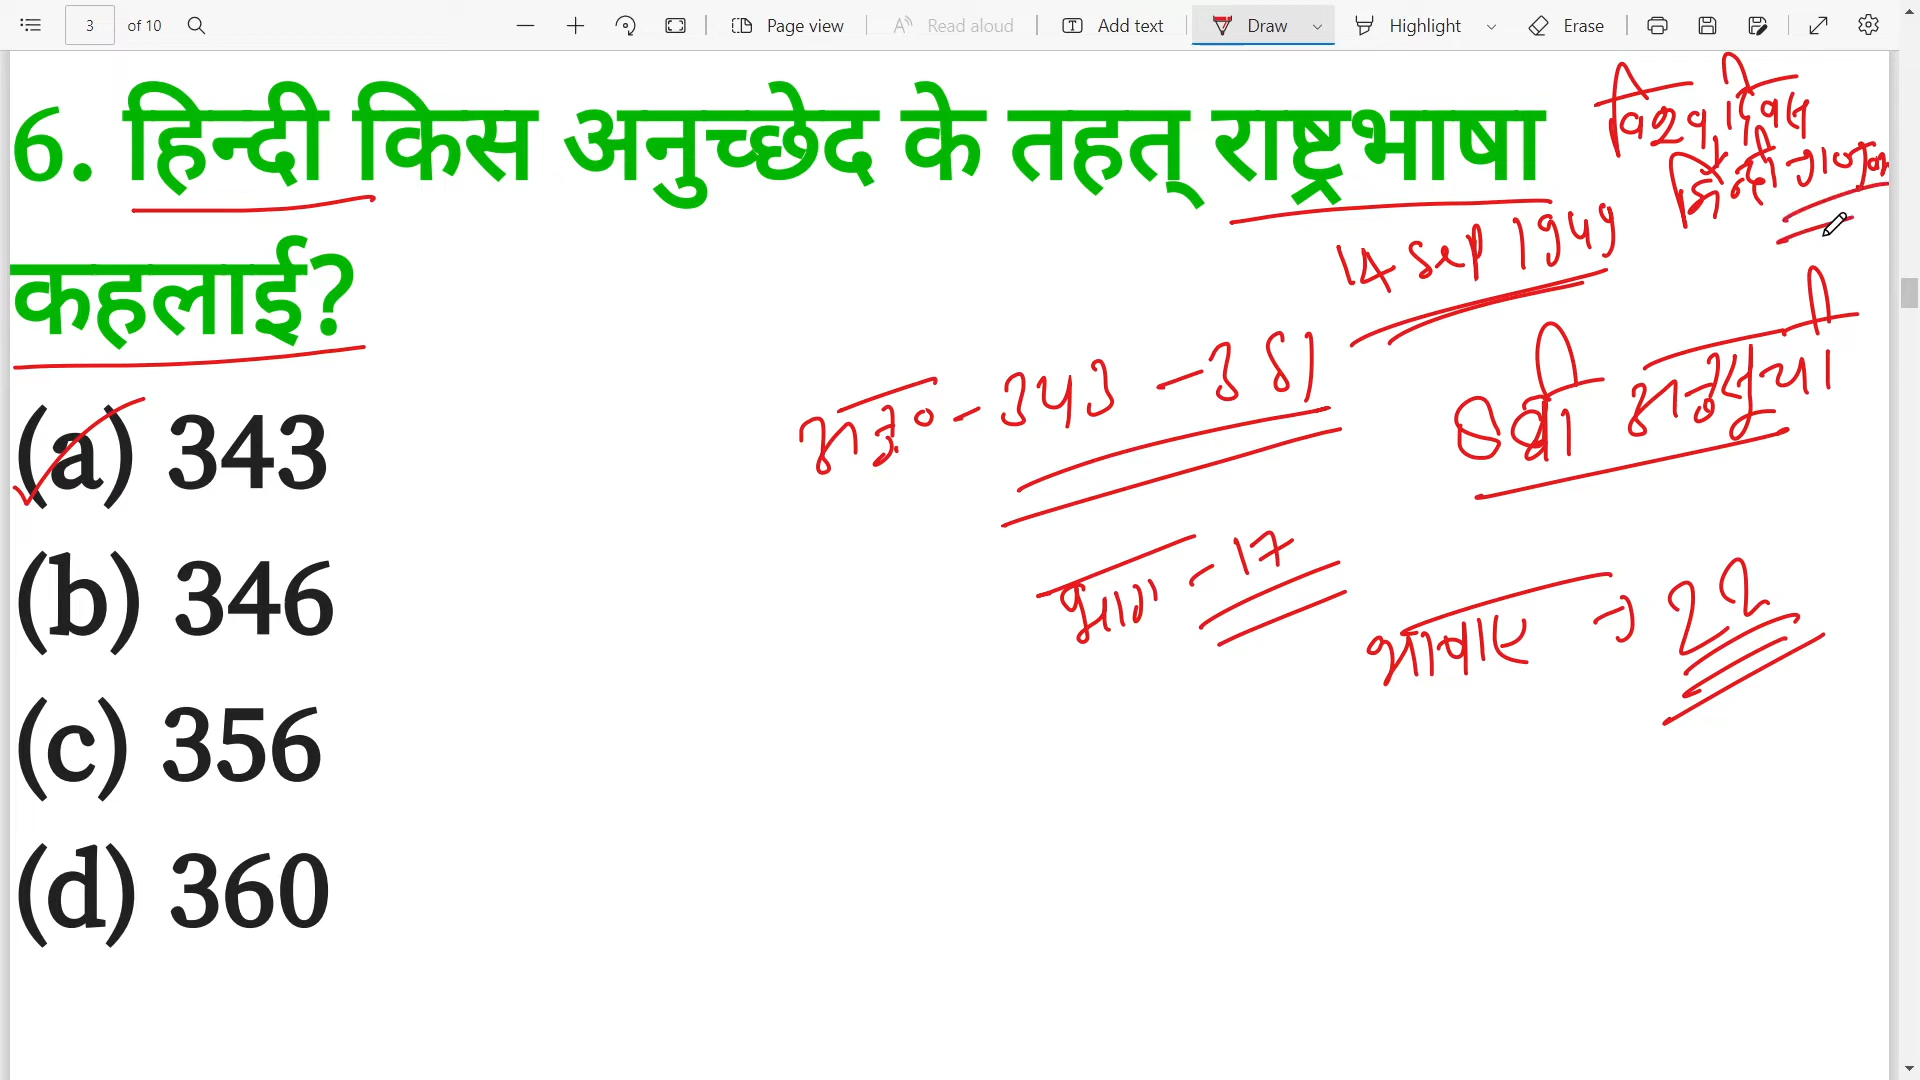 3 of 10 Page view Read aloud Add text Draw Highlight Erase
6. हिन्दी किस अनुच्छेद के तहत् राष्ट्रभाषा
कहलाई?
(a) 343
(b) 346
(c) 356
(d) 360
विश्व हिन्दी दिवस
14 Sep 1949
अनु० - 343 - 351
8वीं अनुसूची
भाग - 17
भाषाएं → 22